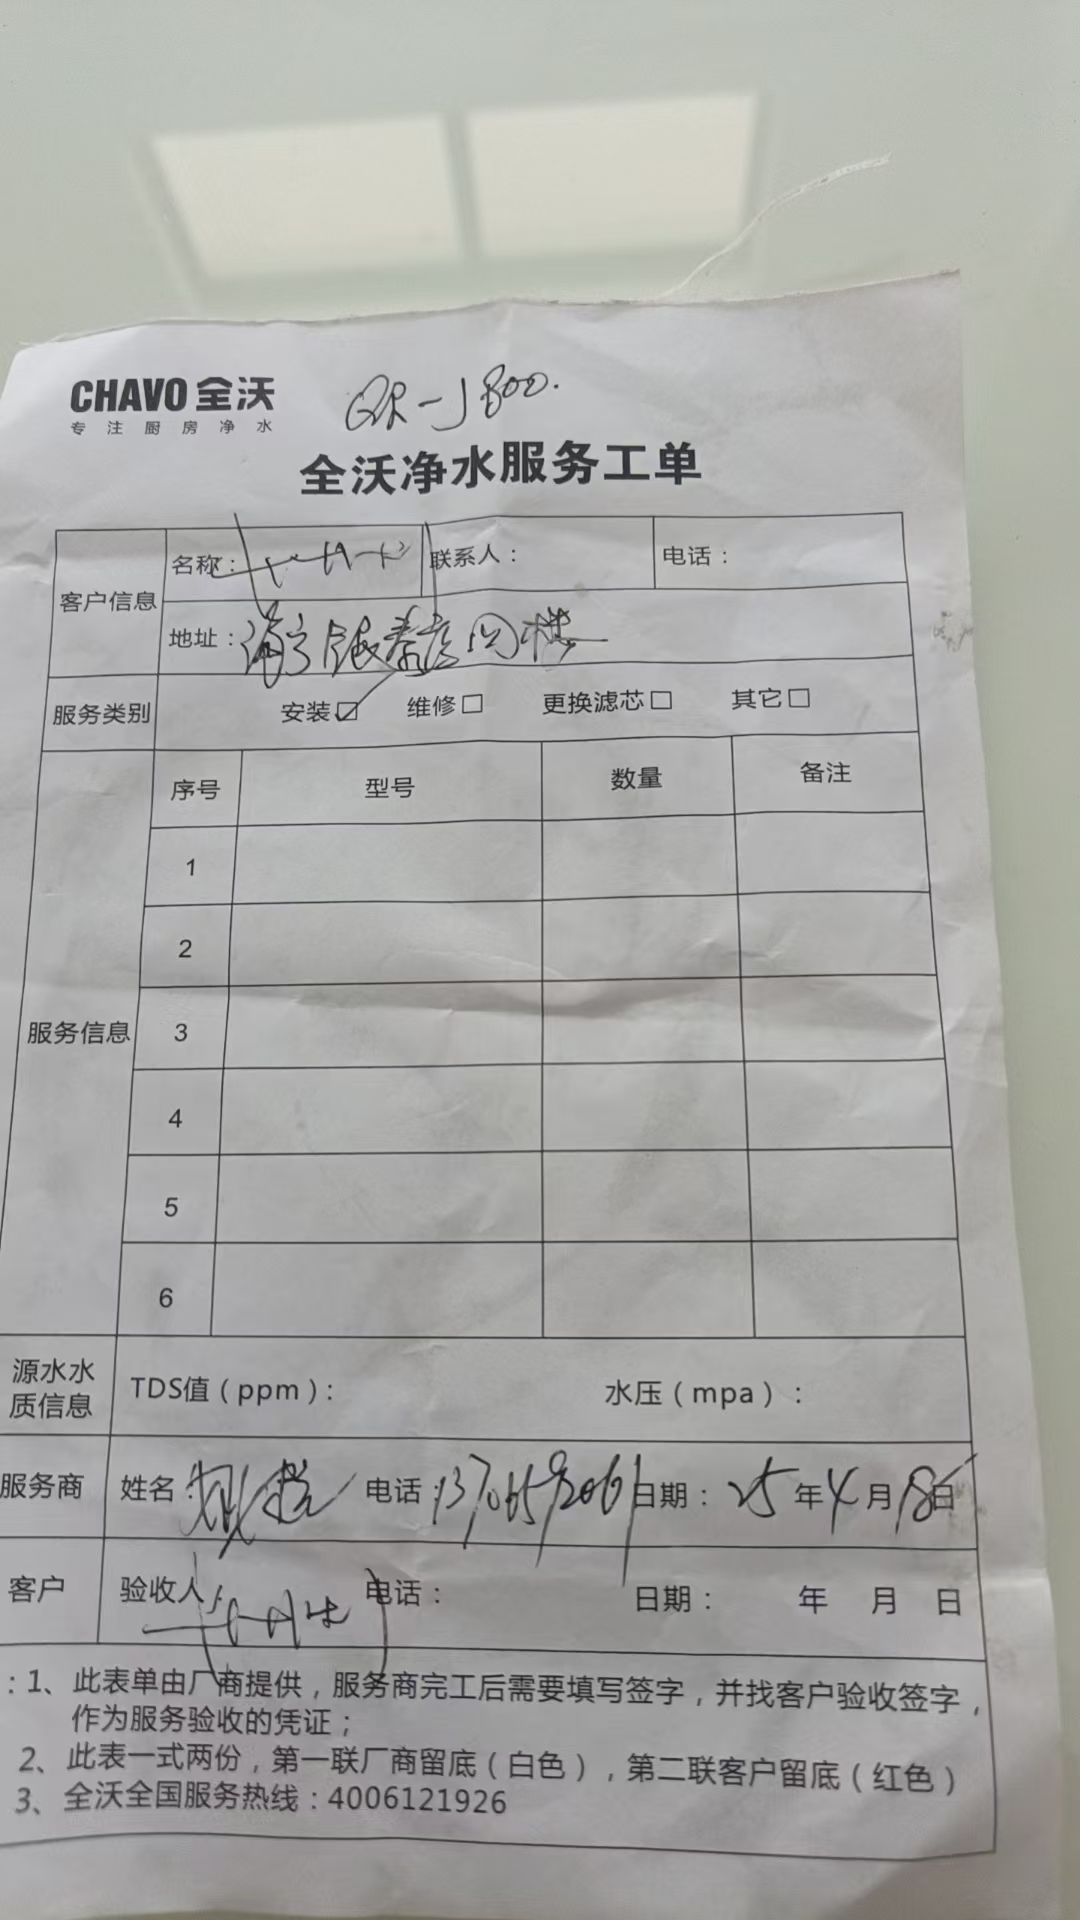 CHAVO 全沃
专注厨房净水
QR-J800.
全沃净水服务工单
客户信息 名称： 联系人： 电话：
地址：
服务类别 安装☑ 维修□ 更换滤芯□ 其它□
服务信息 序号 型号 数量 备注
1
2
3
4
5
6
源水水质信息 TDS值（ppm）： 水压（mpa）：
服务商 姓名： 电话： 日期：25年4月18日
客户 验收人： 电话： 日期： 年 月 日
：1、此表单由厂商提供，服务商完工后需要填写签字，并找客户验收签字，
作为服务验收的凭证；
2、此表一式两份，第一联厂商留底（白色），第二联客户留底（红色）
3、全沃全国服务热线：4006121926